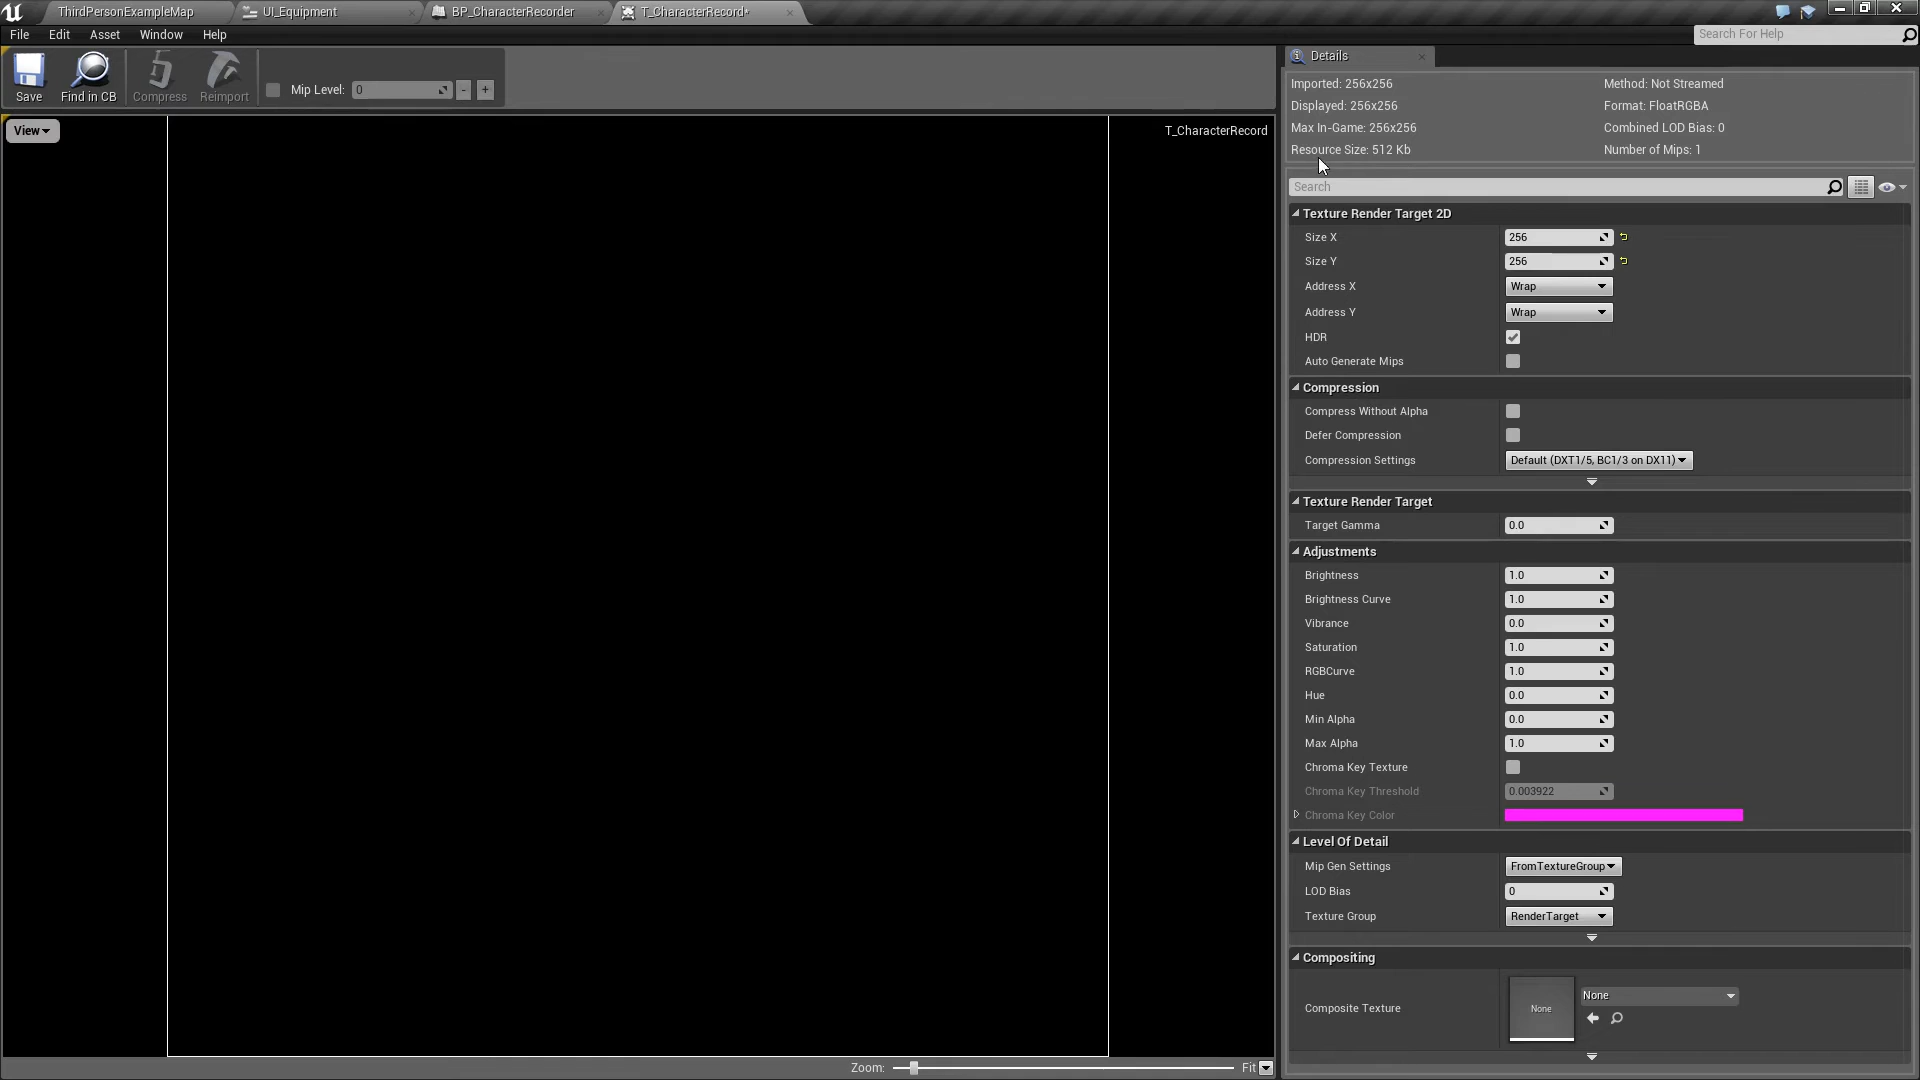 ThirdPersonExampleMap
UI_Equipment
BP_CharacterRecorder
T_CharacterRecord*
File Edit Asset Window Help
Search For Help
Save
Find in CB
Compress
Reimport
Mip Level: 0 - +
View
T_CharacterRecord
Zoom: Fit
Details
Imported: 256x256
Method: Not Streamed
Displayed: 256x256
Format: FloatRGBA
Max In-Game: 256x256
Combined LOD Bias: 0
Resource Size: 512 Kb
Number of Mips: 1
Search
Texture Render Target 2D
Size X 256
Size Y 256
Address X Wrap
Address Y Wrap
HDR
Auto Generate Mips
Compression
Compress Without Alpha
Defer Compression
Compression Settings Default (DXT1/5, BC1/3 on DX11)
Texture Render Target
Target Gamma 0.0
Adjustments
Brightness 1.0
Brightness Curve 1.0
Vibrance 0.0
Saturation 1.0
RGBCurve 1.0
Hue 0.0
Min Alpha 0.0
Max Alpha 1.0
Chroma Key Texture
Chroma Key Threshold 0.003922
Chroma Key Color
Level Of Detail
Mip Gen Settings FromTextureGroup
LOD Bias 0
Texture Group RenderTarget
Compositing
Composite Texture None None